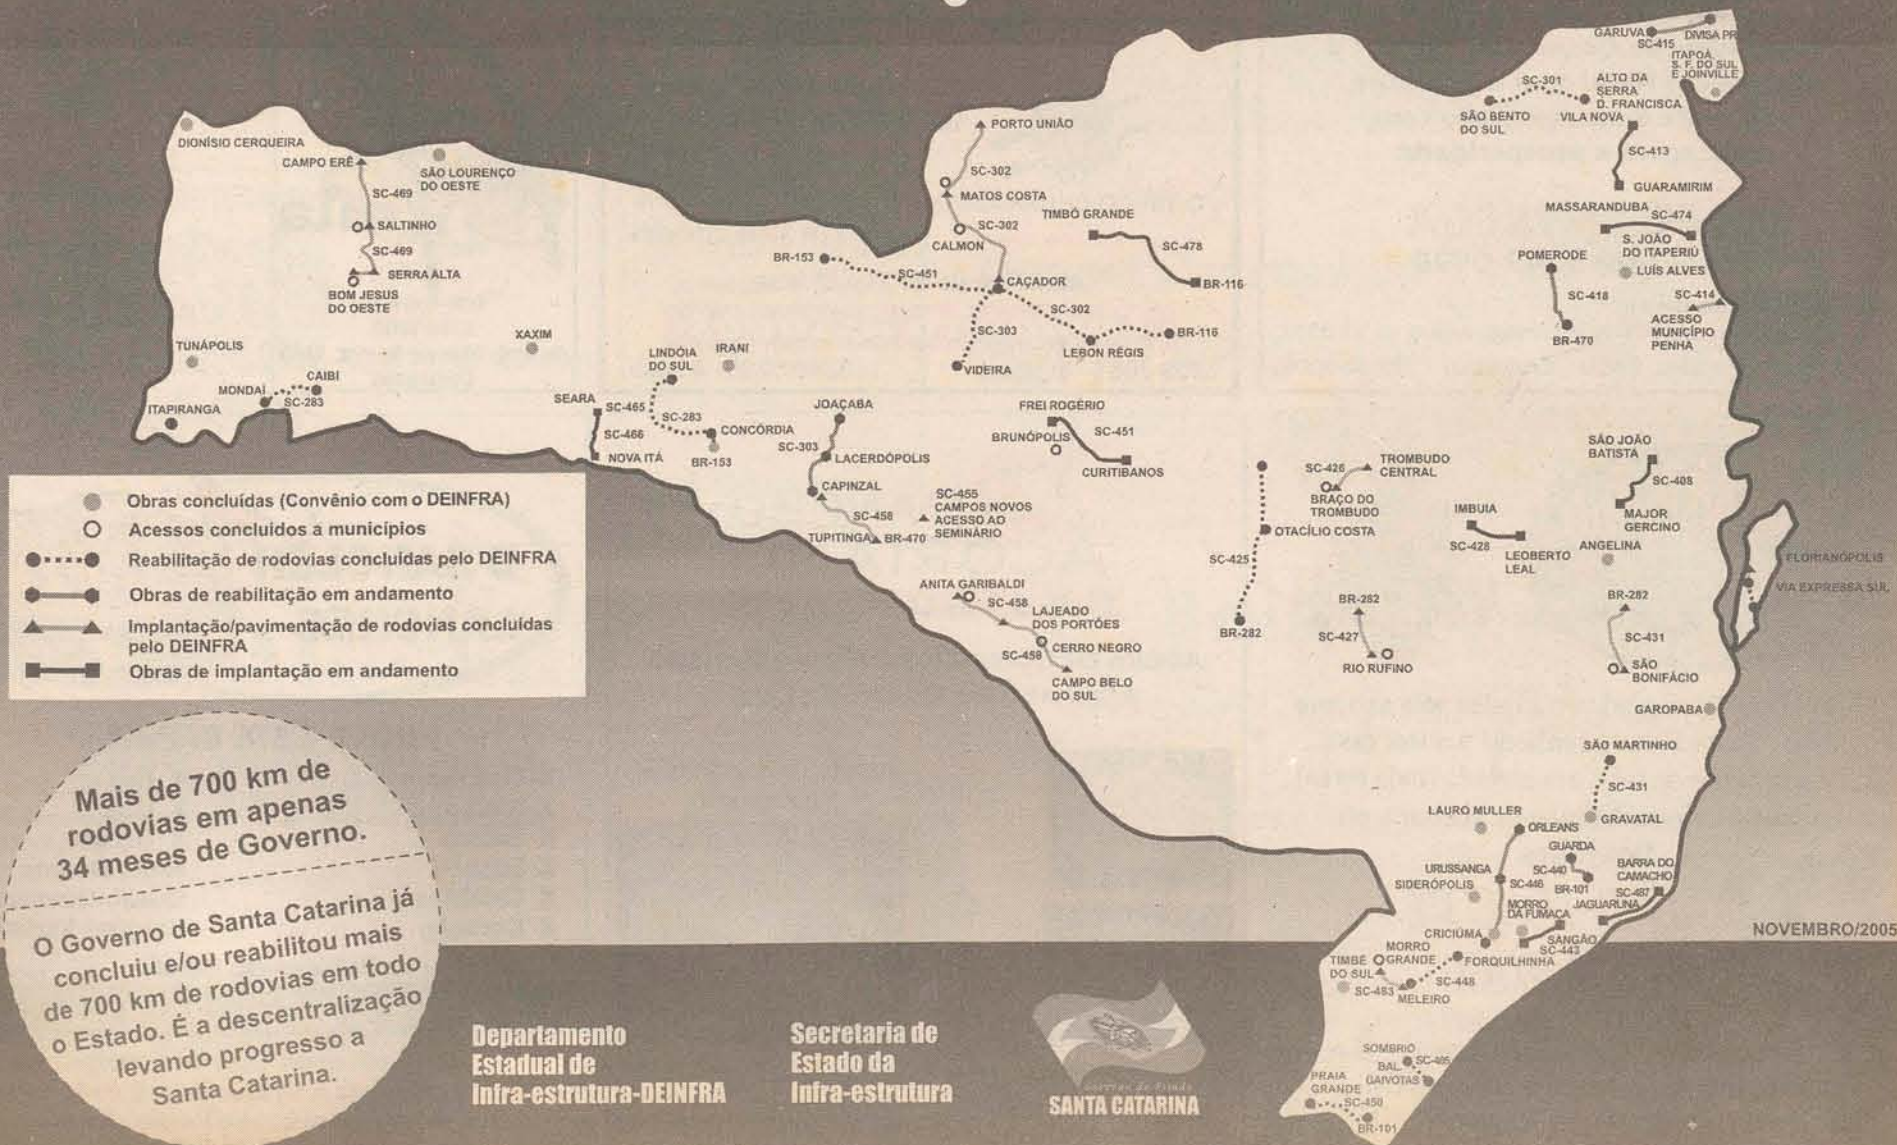 GARUVA
SC-415
DIVISA PR
ITAPOÁ,
S. F. DO SUL
E JOINVILLE
SC-301
ALTO DA
SERRA
D. FRANCISCA
SÃO BENTO
DO SUL
VILA NOVA
SC-413
GUARAMIRIM
MASSARANDUBA
SC-474
S. JOÃO
DO ITAPERIÚ
POMERODE
LUÍS ALVES
SC-418
SC-414
ACESSO
MUNICÍPIO
PENHA
BR-470
DIONÍSIO CERQUEIRA
CAMPO ERÊ
SÃO LOURENÇO
DO OESTE
SC-469
SALTINHO
SC-469
SERRA ALTA
BOM JESUS
DO OESTE
PORTO UNIÃO
SC-302
MATOS COSTA
SC-302
CALMON
TIMBÓ GRANDE
SC-478
BR-116
BR-153
SC-451
CAÇADOR
SC-302
SC-303
BR-116
LEBON RÉGIS
VIDEIRA
TUNÁPOLIS
XAXIM
LINDÓIA
DO SUL
IRANI
MONDAÍ
CAIBI
SC-283
ITAPIRANGA
SEARA
SC-465
SC-466
NOVA ITÁ
SC-283
CONCÓRDIA
BR-153
JOAÇABA
SC-303
LACERDÓPOLIS
CAPINZAL
SC-458
TUPITINGA
BR-470
SC-455
CAMPOS NOVOS
ACESSO AO
SEMINÁRIO
FREI ROGÉRIO
BRUNÓPOLIS
SC-451
CURITIBANOS
SC-426
TROMBUDO
CENTRAL
BRAÇO DO
TROMBUDO
OTACÍLIO COSTA
SC-425
BR-282
IMBUIA
SC-428
LEOBERTO
LEAL
SÃO JOÃO
BATISTA
SC-408
MAJOR
GERCINO
ANGELINA
FLORIANÓPOLIS
VIA EXPRESSA SUL
ANITA GARIBALDI
SC-458
LAJEADO
DOS PORTÕES
CERRO NEGRO
SC-458
CAMPO BELO
DO SUL
BR-282
SC-427
RIO RUFINO
BR-282
SC-431
SÃO
BONIFÁCIO
GAROPABA
SÃO MARTINHO
SC-431
GRAVATAL
LAURO MULLER
ORLEANS
GUARDA
URUSSANGA
SC-446
SC-440
BR-101
SIDERÓPOLIS
BARRA DO
CAMACHO
SC-487
JAGUARUNA
MORRO
DA FUMAÇA
CRICIÚMA
SANGÃO
SC-443
MORRO
GRANDE
TIMBÉ
DO SUL
FORQUILHINHA
SC-448
SC-483
MELEIRO
SOMBRIO
BAL.
GAIVOTAS
PRAIA
GRANDE
SC-450
BR-101
Obras concluídas (Convênio com o DEINFRA)
Acessos concluídos a municípios
Reabilitação de rodovias concluídas pelo DEINFRA
Obras de reabilitação em andamento
Implantação/pavimentação de rodovias concluídas
pelo DEINFRA
Obras de implantação em andamento
Mais de 700 km de
rodovias em apenas
34 meses de Governo.
O Governo de Santa Catarina já
concluiu e/ou reabilitou mais
de 700 km de rodovias em todo
o Estado. É a descentralização
levando progresso a
Santa Catarina.
NOVEMBRO/2005
Departamento
Estadual de
Infra-estrutura-DEINFRA
Secretaria de
Estado da
Infra-estrutura
Governo do Estado
SANTA CATARINA